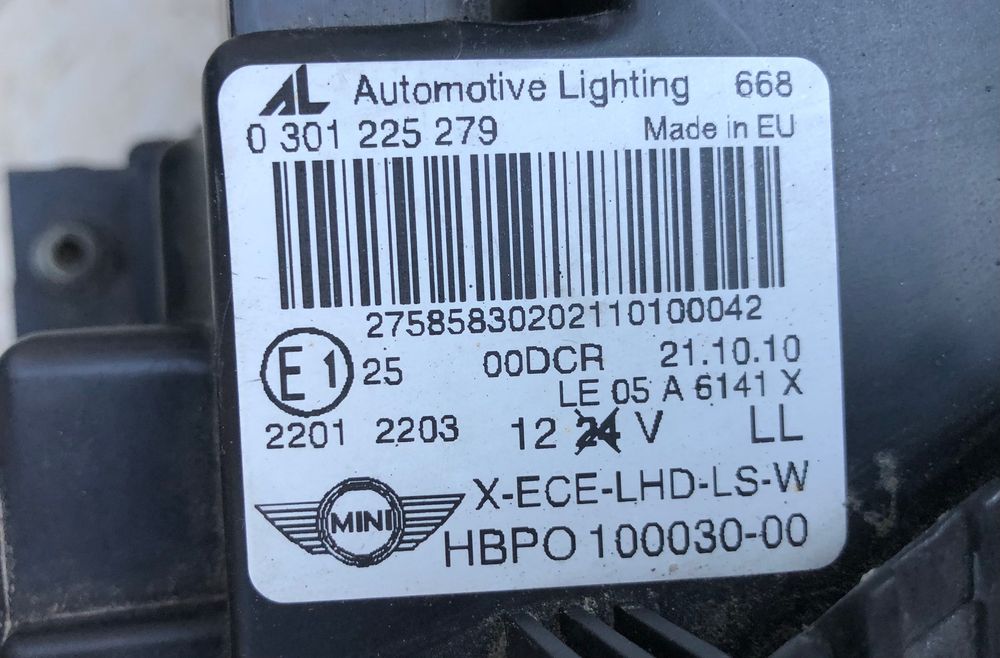 AL Automotive Lighting 668
0 301 225 279 Made in EU
27585830202110100042
E1 25 00DCR 21.10.10
LE 05 A 6141 X
2201 2203 12 24 V LL
X-ECE-LHD-LS-W
MINI HBPO 100030-00